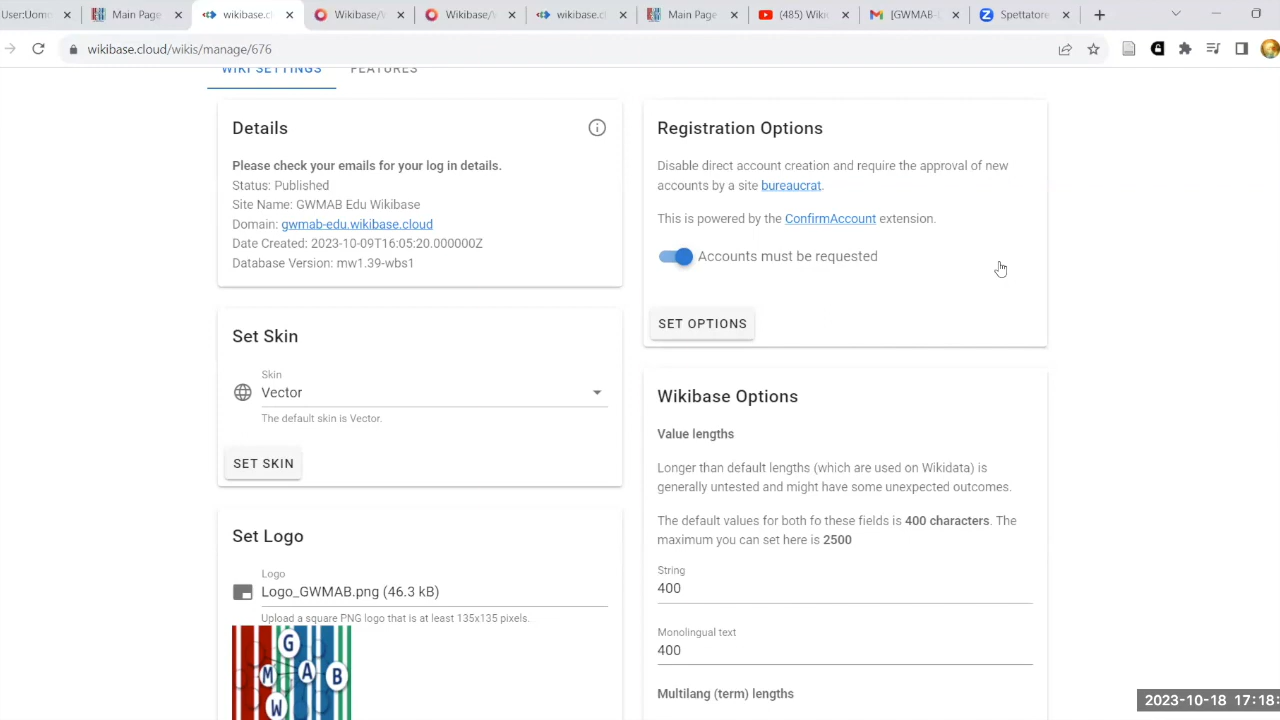 User:Uomo
Main Page
wikibase.c
Wikibase/V
Wikibase/V
wikibase.cl
Main Page
(485) Wiki
[GWMAB-
Spettatore
wikibase.cloud/wikis/manage/676
WIKI SETTINGS
FEATURES
Details
Please check your emails for your log in details.
Status: Published
Site Name: GWMAB Edu Wikibase
Domain: gwmab-edu.wikibase.cloud
Date Created: 2023-10-09T16:05:20.000000Z
Database Version: mw1.39-wbs1
Set Skin
Skin
Vector
The default skin is Vector.
SET SKIN
Set Logo
Logo
Logo_GWMAB.png (46.3 kB)
Upload a square PNG logo that is at least 135x135 pixels.
G
M A B
W
Registration Options
Disable direct account creation and require the approval of new
accounts by a site bureaucrat.
This is powered by the ConfirmAccount extension.
Accounts must be requested
SET OPTIONS
Wikibase Options
Value lengths
Longer than default lengths (which are used on Wikidata) is
generally untested and might have some unexpected outcomes.
The default values for both fo these fields is 400 characters. The
maximum you can set here is 2500
String
400
Monolingual text
400
Multilang (term) lengths
2023-10-18 17:18: